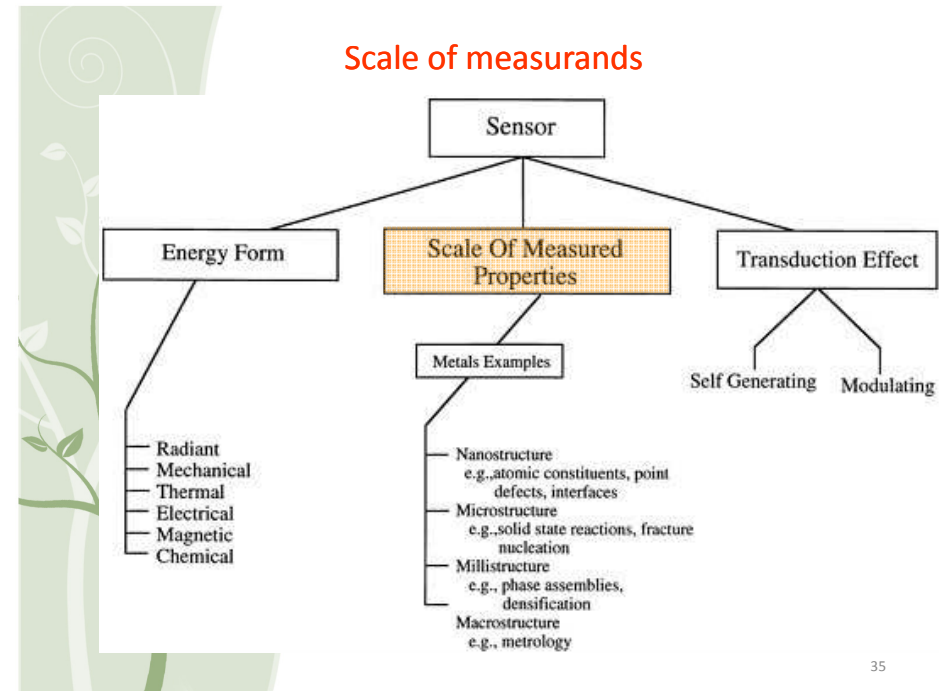 Scale of measurands
Sensor
Energy Form
Scale Of Measured
Properties
Transduction Effect
Metals Examples
Self Generating
Modulating
Radiant
Mechanical
Thermal
Electrical
Magnetic
Chemical
Nanostructure
e.g.,atomic constituents, point
defects, interfaces
Microstructure
e.g.,solid state reactions, fracture
nucleation
Millistructure
e.g., phase assemblies,
densification
Macrostructure
e.g., metrology
35